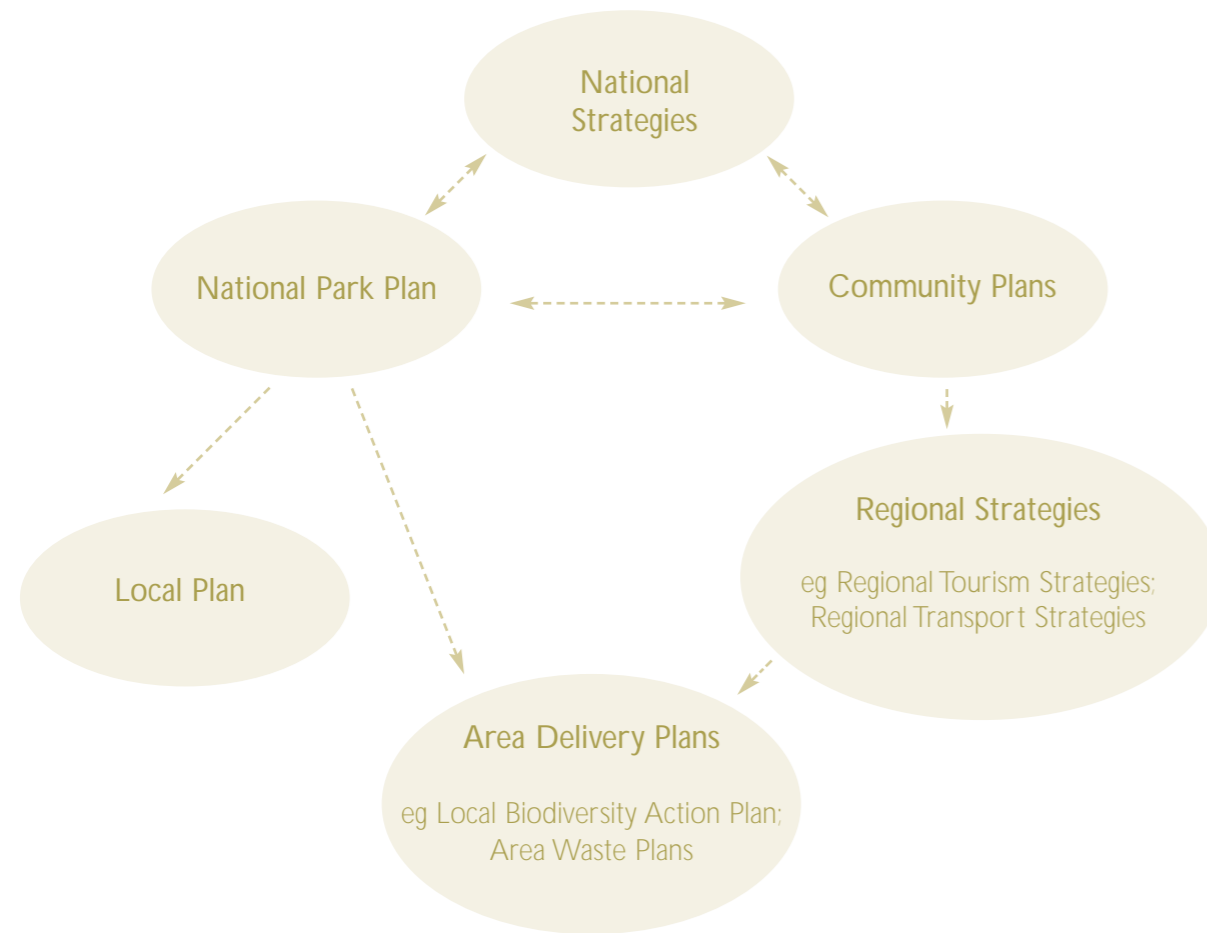 National
Strategies
National Park Plan
Community Plans
Regional Strategies
eg Regional Tourism Strategies;
Regional Transport Strategies
Local Plan
Area Delivery Plans
eg Local Biodiversity Action Plan;
Area Waste Plans